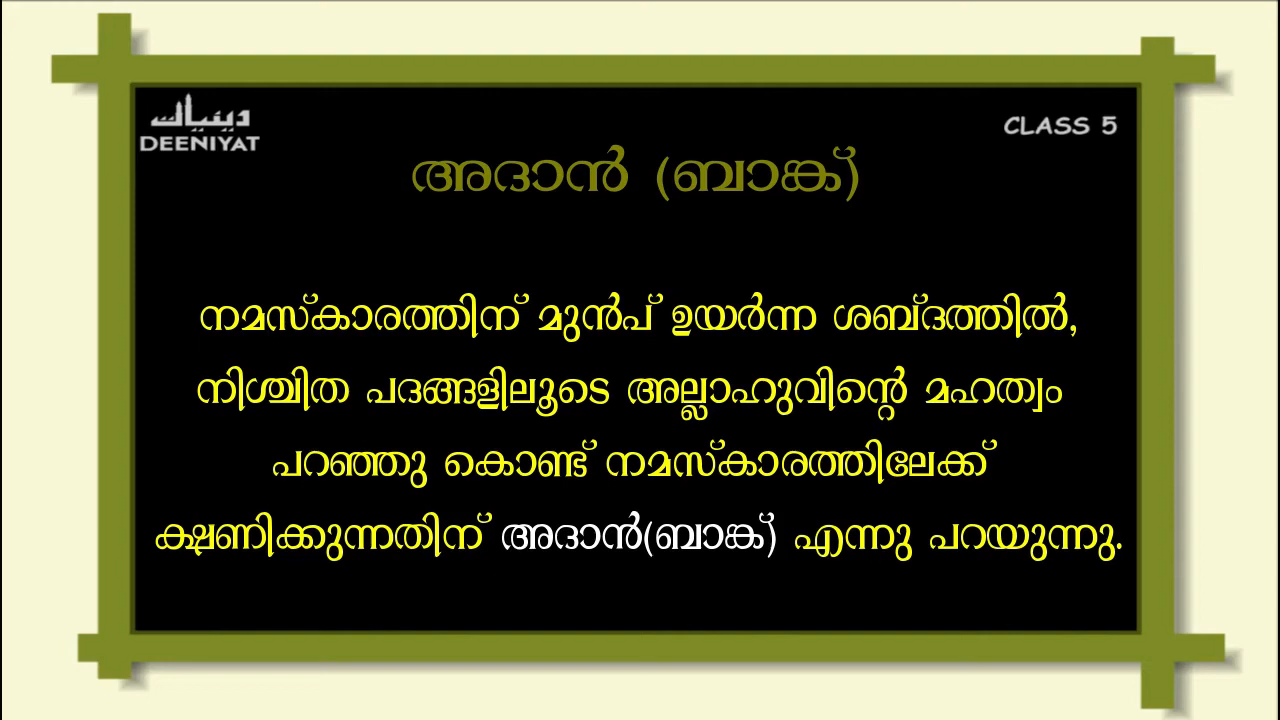 دينيات
DEENIYAT
CLASS 5
അദാൻ (ബാങ്ക്)
നമസ്കാരത്തിന് മുൻപ് ഉയർന്ന ശബ്ദത്തിൽ,
നിശ്ചിത പദങ്ങളിലൂടെ അല്ലാഹുവിന്റെ മഹത്വം
പറഞ്ഞു കൊണ്ട് നമസ്കാരത്തിലേക്ക്
ക്ഷണിക്കുന്നതിന് അദാൻ(ബാങ്ക്) എന്നു പറയുന്നു.